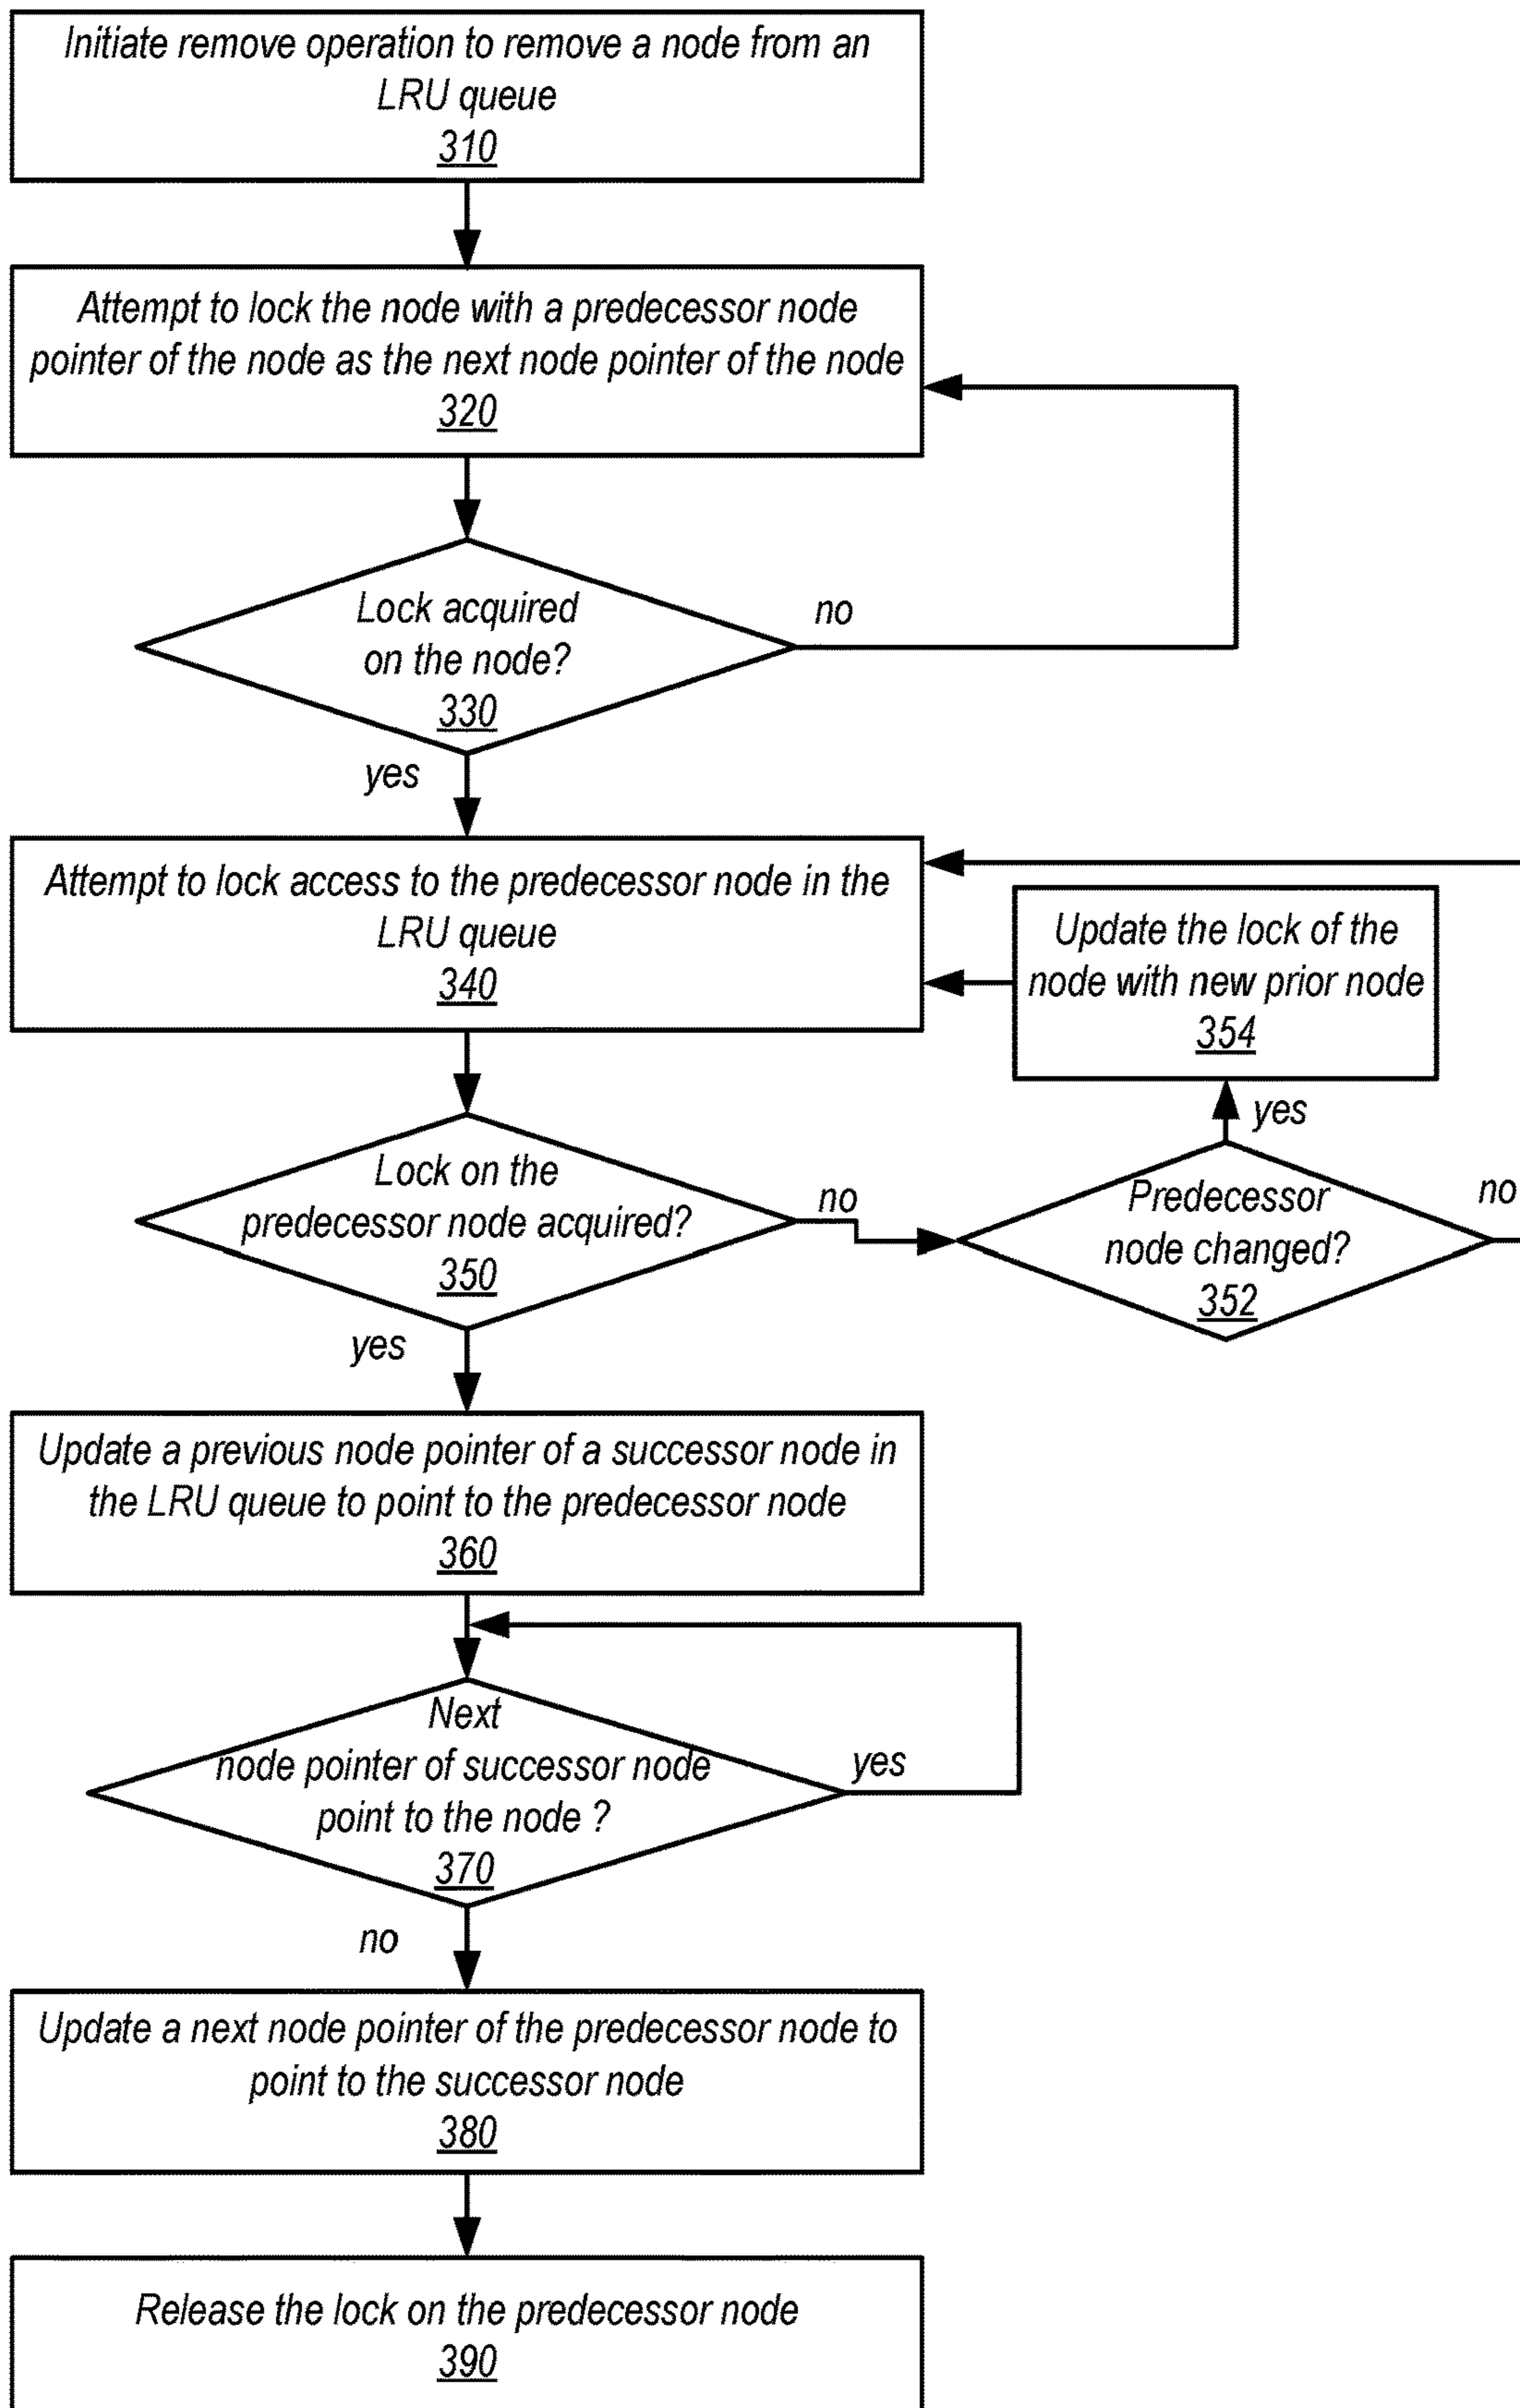 Initiate remove operation to remove a node from an
LRU queue
310
Attempt to lock the node with a predecessor node
pointer of the node as the next node pointer of the node
320
Lock acquired
on the node?
330
no
yes
Attempt to lock access to the predecessor node in the
LRU queue
340
Update the lock of the
node with new prior node
354
yes
Lock on the
predecessor node acquired?
350
no
Predecessor
node changed?
352
no
yes
Update a previous node pointer of a successor node in
the LRU queue to point to the predecessor node
360
Next
node pointer of successor node
point to the node ?
370
yes
no
Update a next node pointer of the predecessor node to
point to the successor node
380
Release the lock on the predecessor node
390